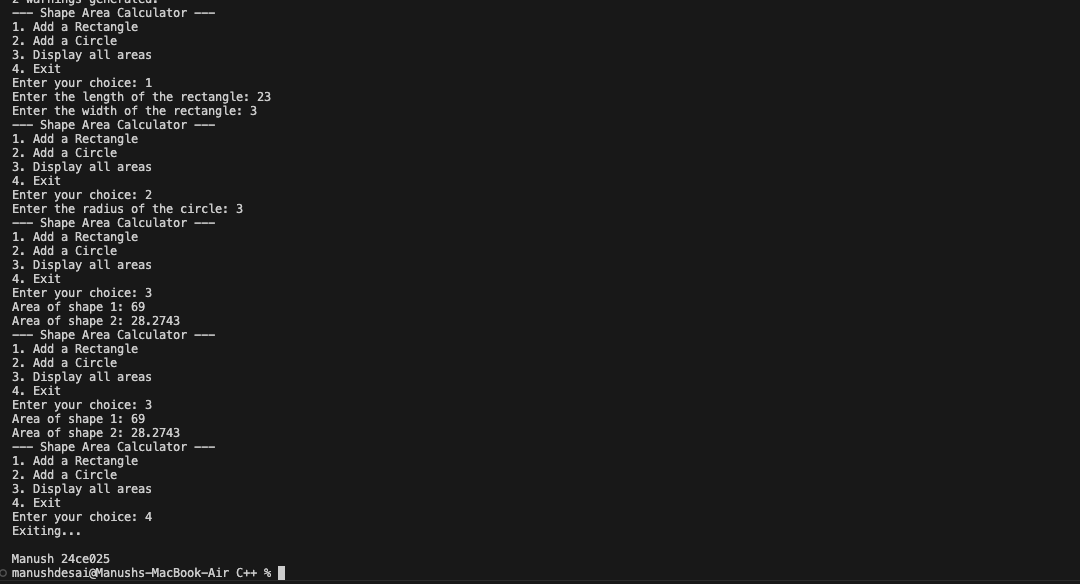 2 warnings generated.
--- Shape Area Calculator ---
1. Add a Rectangle
2. Add a Circle
3. Display all areas
4. Exit
Enter your choice: 1
Enter the length of the rectangle: 23
Enter the width of the rectangle: 3
--- Shape Area Calculator ---
1. Add a Rectangle
2. Add a Circle
3. Display all areas
4. Exit
Enter your choice: 2
Enter the radius of the circle: 3
--- Shape Area Calculator ---
1. Add a Rectangle
2. Add a Circle
3. Display all areas
4. Exit
Enter your choice: 3
Area of shape 1: 69
Area of shape 2: 28.2743
--- Shape Area Calculator ---
1. Add a Rectangle
2. Add a Circle
3. Display all areas
4. Exit
Enter your choice: 3
Area of shape 1: 69
Area of shape 2: 28.2743
--- Shape Area Calculator ---
1. Add a Rectangle
2. Add a Circle
3. Display all areas
4. Exit
Enter your choice: 4
Exiting...
Manush 24ce025
manushdesai@Manushs-MacBook-Air C++ %